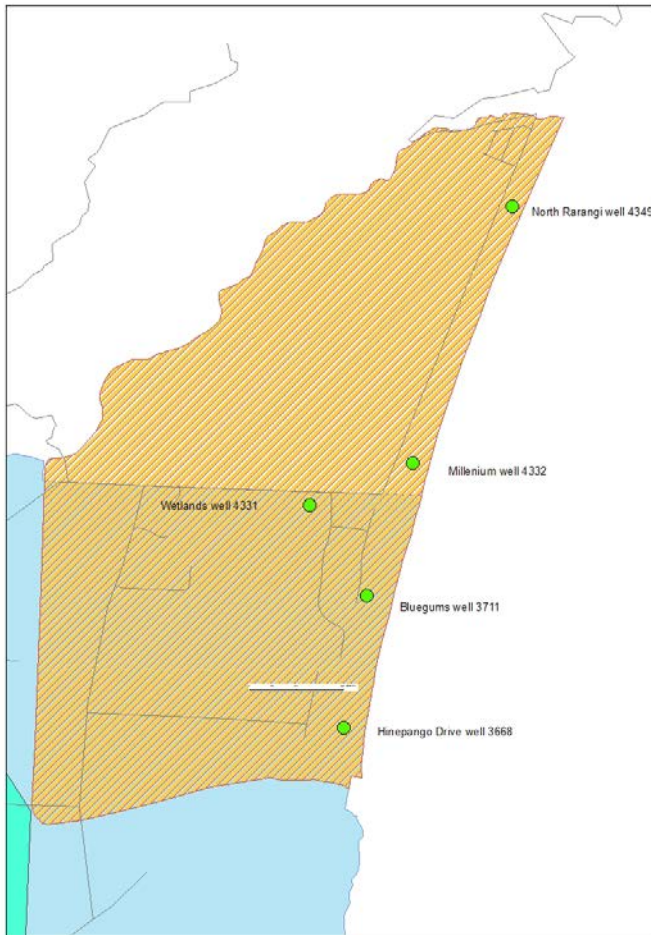 North Rarangi well 4349
Millenium well 4332
Wetlands well 4331
Bluegums well 3711
Hinepango Drive well 3668